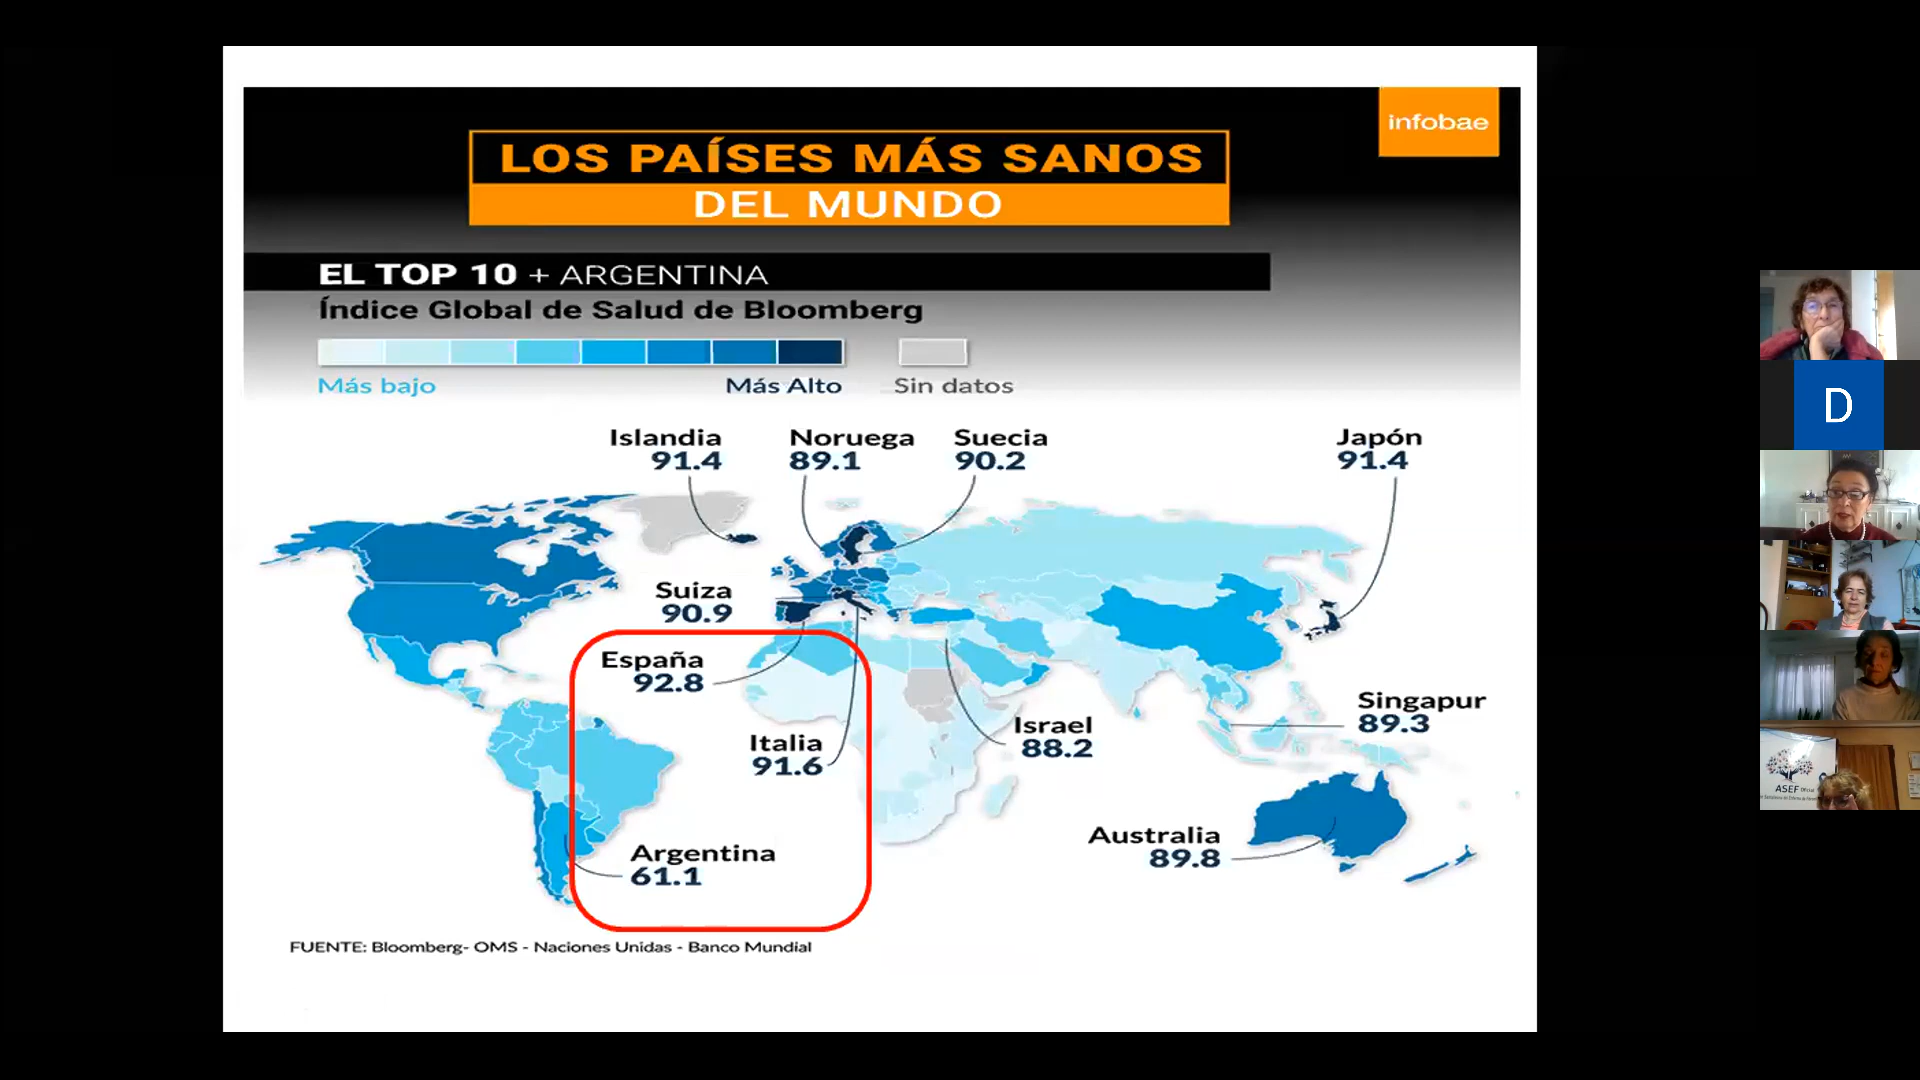 infobae
LOS PAÍSES MÁS SANOS
DEL MUNDO
EL TOP 10 + ARGENTINA
Índice Global de Salud de Bloomberg
Más bajo
Más Alto
Sin datos
Islandia
91.4
Noruega
89.1
Suecia
90.2
Japón
91.4
Suiza
90.9
España
92.8
Italia
91.6
Israel
88.2
Singapur
89.3
Argentina
61.1
Australia
89.8
FUENTE: Bloomberg- OMS - Naciones Unidas - Banco Mundial
D
ASEF